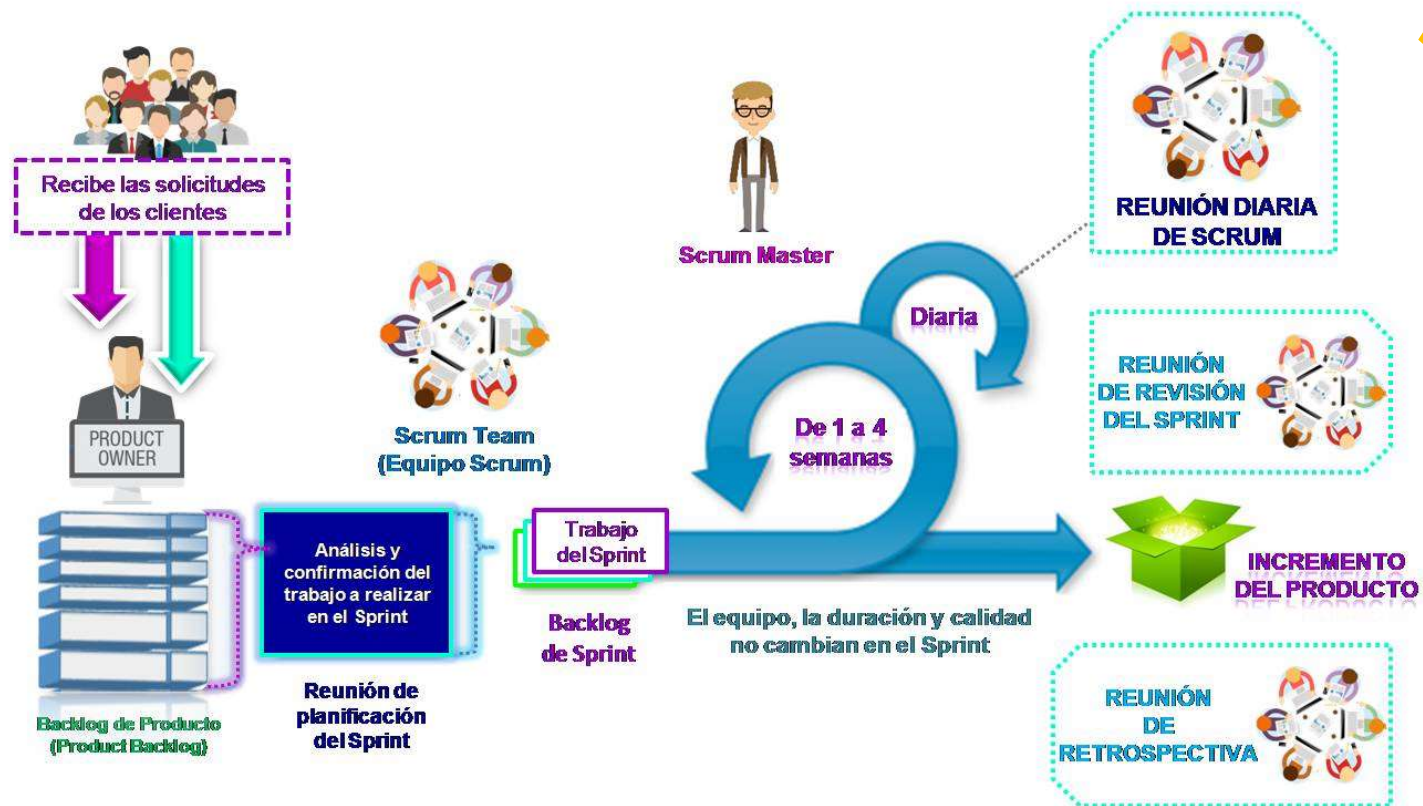 Recibe las solicitudes
de los clientes
PRODUCT
OWNER
Backlog de Producto
(Product Backlog)
Scrum Team
(Equipo Scrum)
Análisis y
confirmación del
trabajo a realizar
en el Sprint
Reunión de
planificación
del Sprint
Trabajo
del Sprint
Backlog
de Sprint
Scrum Master
Diaria
De 1 a 4
semanas
El equipo, la duración y calidad
no cambian en el Sprint
REUNIÓN DIARIA
DE SCRUM
REUNIÓN
DE REVISIÓN
DEL SPRINT
INCREMENTO
DEL PRODUCTO
REUNIÓN
DE
RETROSPECTIVA